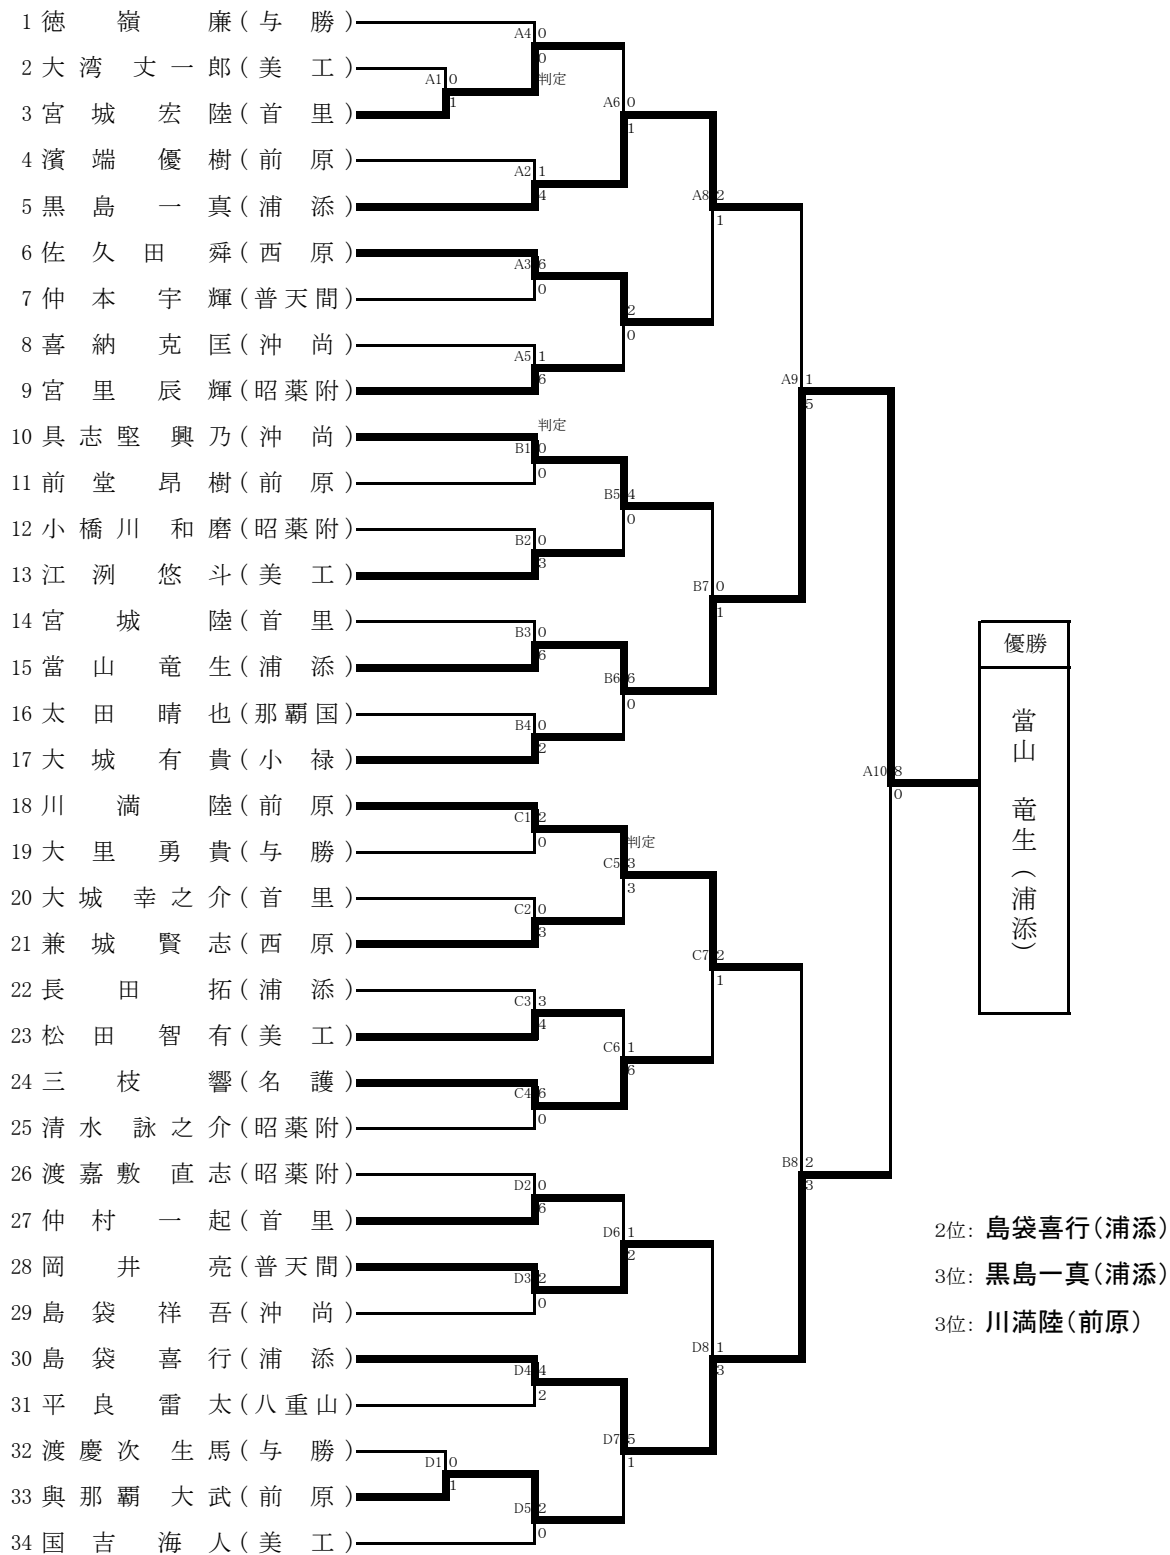 1 徳嶺 廉(与勝)
2 大湾 丈一郎(美工)
3 宮城 宏陸(首里)
4 濱端 優樹(前原)
5 黒島 一真(浦添)
6 佐久田 舜(西原)
7 仲本 宇輝(普天間)
8 喜納 克匡(沖尚)
9 宮里 辰輝(昭薬附)
10 具志堅 興乃(沖尚)
11 前堂 昂樹(前原)
12 小橋川 和磨(昭薬附)
13 江洌 悠斗(美工)
14 宮城 陸(首里)
15 當山 竜生(浦添)
16 太田 晴也(那覇国)
17 大城 有貴(小禄)
18 川満 陸(前原)
19 大里 勇貴(与勝)
20 大城 幸之介(首里)
21 兼城 賢志(西原)
22 長田 拓(浦添)
23 松田 智有(美工)
24 三枝 響(名護)
25 清水 詠之介(昭薬附)
26 渡嘉敷 直志(昭薬附)
27 仲村 一起(首里)
28 岡井 亮(普天間)
29 島袋 祥吾(沖尚)
30 島袋 喜行(浦添)
31 平良 雷太(八重山)
32 渡慶次 生馬(与勝)
33 與那覇 大武(前原)
34 国吉 海人(美工)
A1 0
1
A4 0
0
判定
A2 1
4
A3 6
0
A5 1
6
判定
B1 0
0
B2 0
3
B3 0
6
B4 0
2
C1 2
0
C2 0
3
C3 3
4
C4 6
0
D2 0
6
D3 2
0
D4 4
2
D1 0
1
D5 2
0
A6 0
1
2
0
B5 4
0
B6 6
0
判定
C5 3
3
C6 1
6
D6 1
2
D7 5
1
A8 2
1
B7 0
1
C7 2
1
D8 1
3
A9 1
5
B8 2
3
A10 8
0
優勝
當山 竜生(浦添)
2位: 島袋喜行(浦添)
3位: 黒島一真(浦添)
3位: 川満陸(前原)